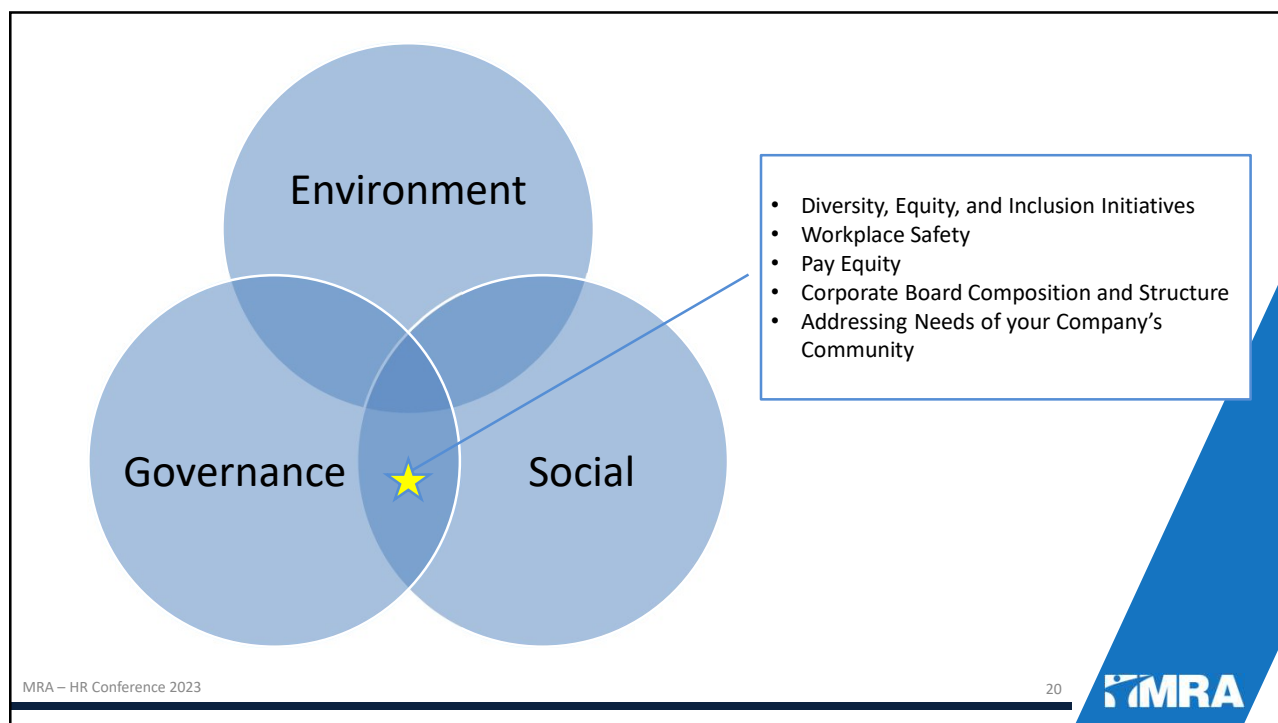 Environment
Governance
Social
• Diversity, Equity, and Inclusion Initiatives
• Workplace Safety
• Pay Equity
• Corporate Board Composition and Structure
• Addressing Needs of your Company’s
Community
MRA – HR Conference 2023
20
MRA